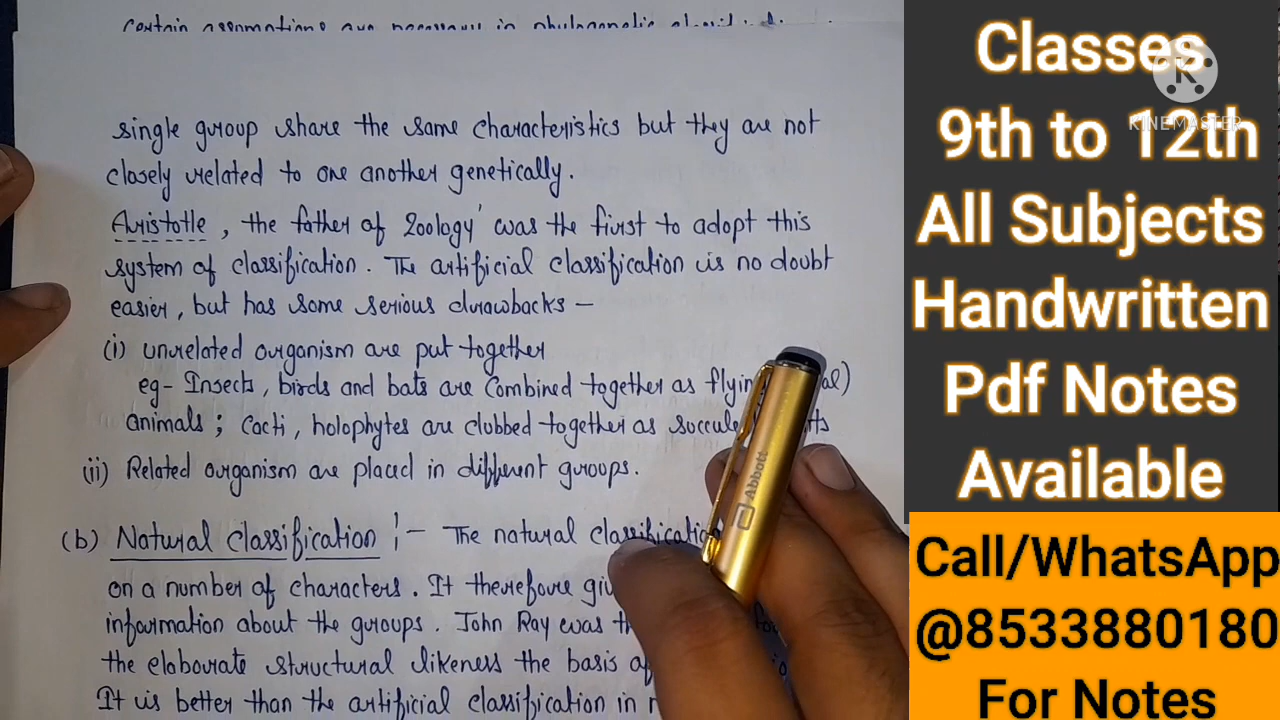 single group share the same characteristics but they are not
closely related to one another genetically.
Aristotle, the father of Zoology' was the first to adopt this
system of classification. The artificial classification is no doubt
easier, but has some serious drawbacks –
(i) unrelated organism are put together
eg- Insects, birds and bats are combined together as
animals; Cacti, holophytes are clubbed together as
(ii) Related organism are placed in different groups.
(b) Natural Classification :- The natural classification
on a number of characters. It therefore
information about the groups. John Ray was
the elaborate structural likeness the basis of
It is better than the artificial classification in
Classes
9th to 12th
All Subjects
Handwritten
Pdf Notes
Available
Call/WhatsApp
@8533880180
For Notes
KINEMASTER
Abbott